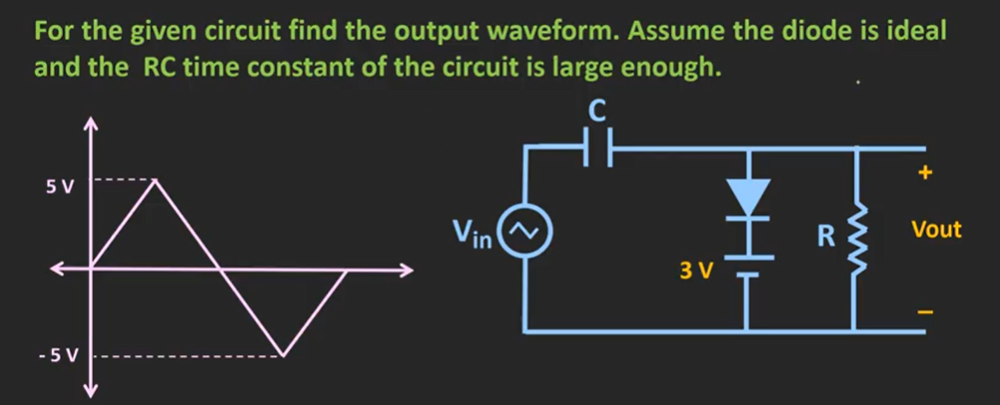 For the given circuit find the output waveform. Assume the diode is ideal
and the RC time constant of the circuit is large enough.
C
5 V
+
Vin
R
Vout
3 V
–
- 5 V